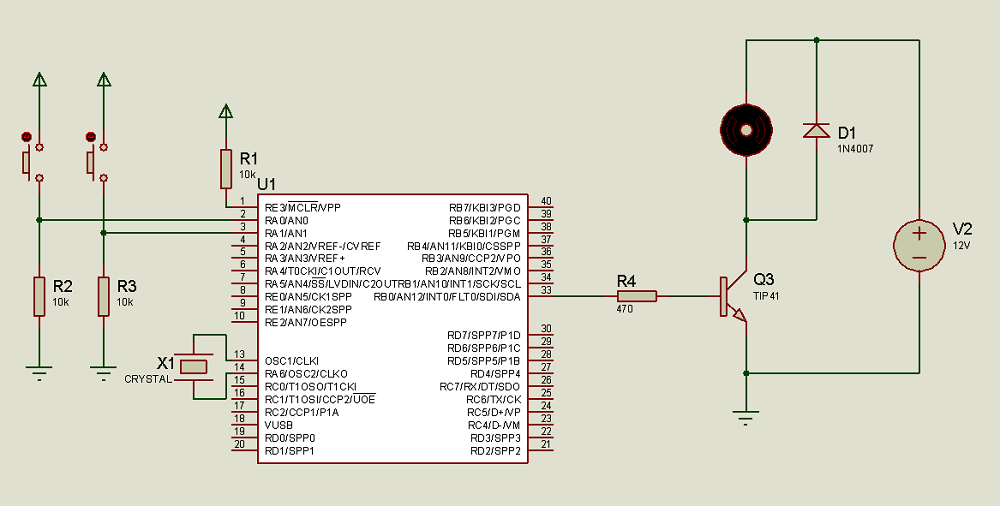 R1
10k
U1
R2
10k
R3
10k
X1
CRYSTAL
1
2
3
4
5
6
7
8
9
10
13
14
15
16
17
18
19
20
RE3/MCLR/VPP
RA0/AN0
RA1/AN1
RA2/AN2/VREF-/CVREF
RA3/AN3/VREF+
RA4/T0CKI/C1OUT/RCV
RA5/AN4/SS/LVDIN/C2OUT
RE0/AN5/CK1SPP
RE1/AN6/CK2SPP
RE2/AN7/OESPP
OSC1/CLKI
RA6/OSC2/CLKO
RC0/T1OSO/T1CKI
RC1/T1OSI/CCP2/UOE
RC2/CCP1/P1A
VUSB
RD0/SPP0
RD1/SPP1
RB7/KBI3/PGD
RB6/KBI2/PGC
RB5/KBI1/PGM
RB4/AN11/KBI0/CSSPP
RB3/AN9/CCP2/VPO
RB2/AN8/INT2/VMO
RB1/AN10/INT1/SCK/SCL
RB0/AN12/INT0/FLT0/SDI/SDA
RD7/SPP7/P1D
RD6/SPP6/P1C
RD5/SPP5/P1B
RD4/SPP4
RC7/RX/DT/SDO
RC6/TX/CK
RC5/D+/VP
RC4/D-/VM
RD3/SPP3
RD2/SPP2
40
39
38
37
36
35
34
33
30
29
28
27
26
25
24
23
22
21
R4
470
D1
1N4007
Q3
TIP41
V2
12V